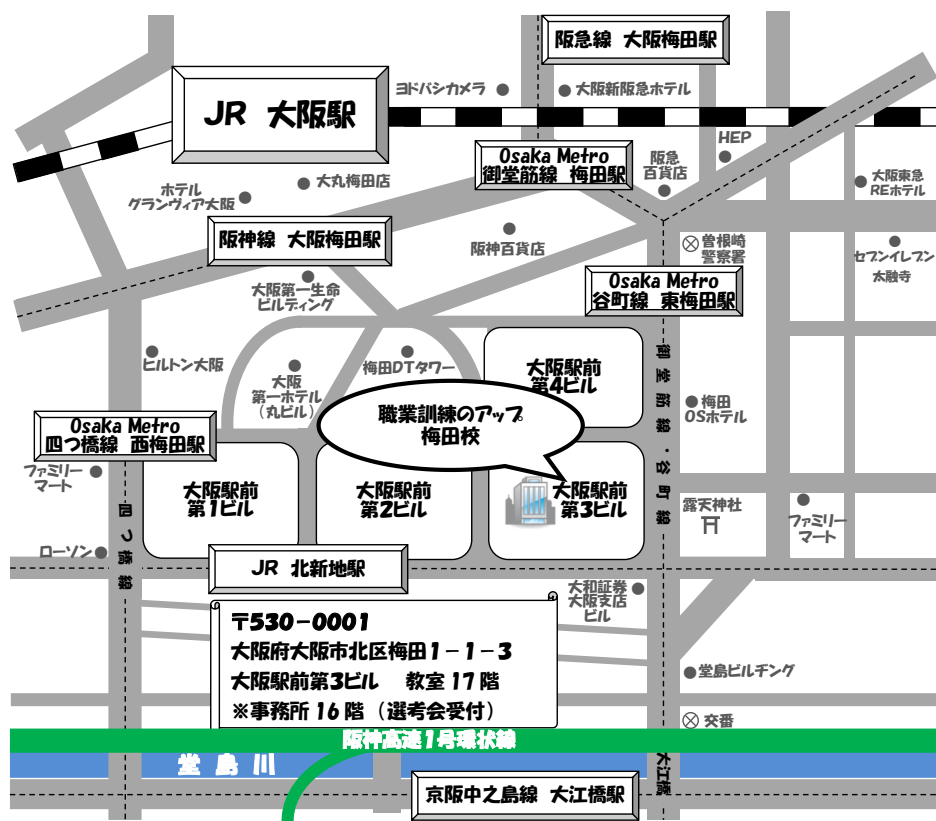 阪急線 大阪梅田駅
ヨドバシカメラ
大阪新阪急ホテル
JR 大阪駅
HEP
Osaka Metro
御堂筋線 梅田駅
阪急
百貨店
大阪東急
REホテル
ホテル
グランヴィア大阪
大丸梅田店
阪神線 大阪梅田駅
阪神百貨店
曽根崎
警察署
セブンイレブン
太融寺
Osaka Metro
谷町線 東梅田駅
大阪第一生命
ビルディング
ヒルトン大阪
大阪
第一ホテル
(丸ビル)
梅田DTタワー
大阪駅前
第4ビル
御堂筋線・谷町線
梅田
OSホテル
職業訓練のアップ
梅田校
Osaka Metro
四つ橋線 西梅田駅
ファミリー
マート
大阪駅前
第1ビル
大阪駅前
第2ビル
大阪駅前
第3ビル
露天神社
ファミリー
マート
四つ橋線
ローソン
JR 北新地駅
大和証券
大阪支店
ビル
〒530-0001
大阪府大阪市北区梅田1-1-3
大阪駅前第3ビル 教室17階
※事務所16階(選考会受付)
堂島ビルヂング
交番
阪神高速1号環状線
堂島川
大江橋
京阪中之島線 大江橋駅